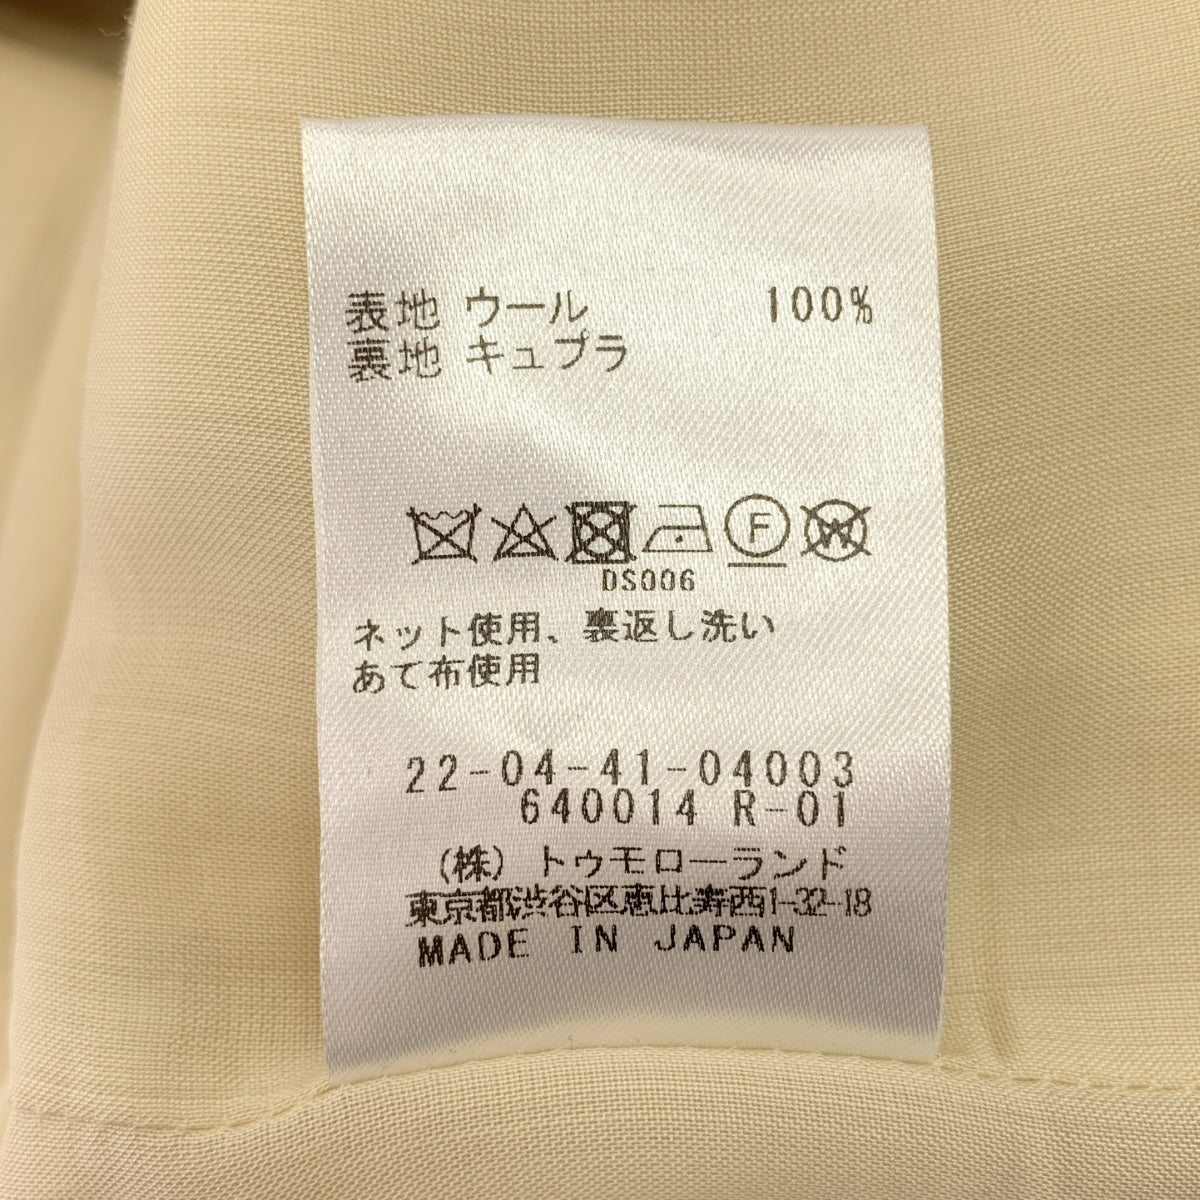 表地 ウール 100%
裏地 キュプラ
F W
DS006
ネット使用、裏返し洗い
あて布使用
22-04-41-04003
640014 R-01
(株) トゥモローランド
東京都渋谷区恵比寿西1-32-18
MADE IN JAPAN